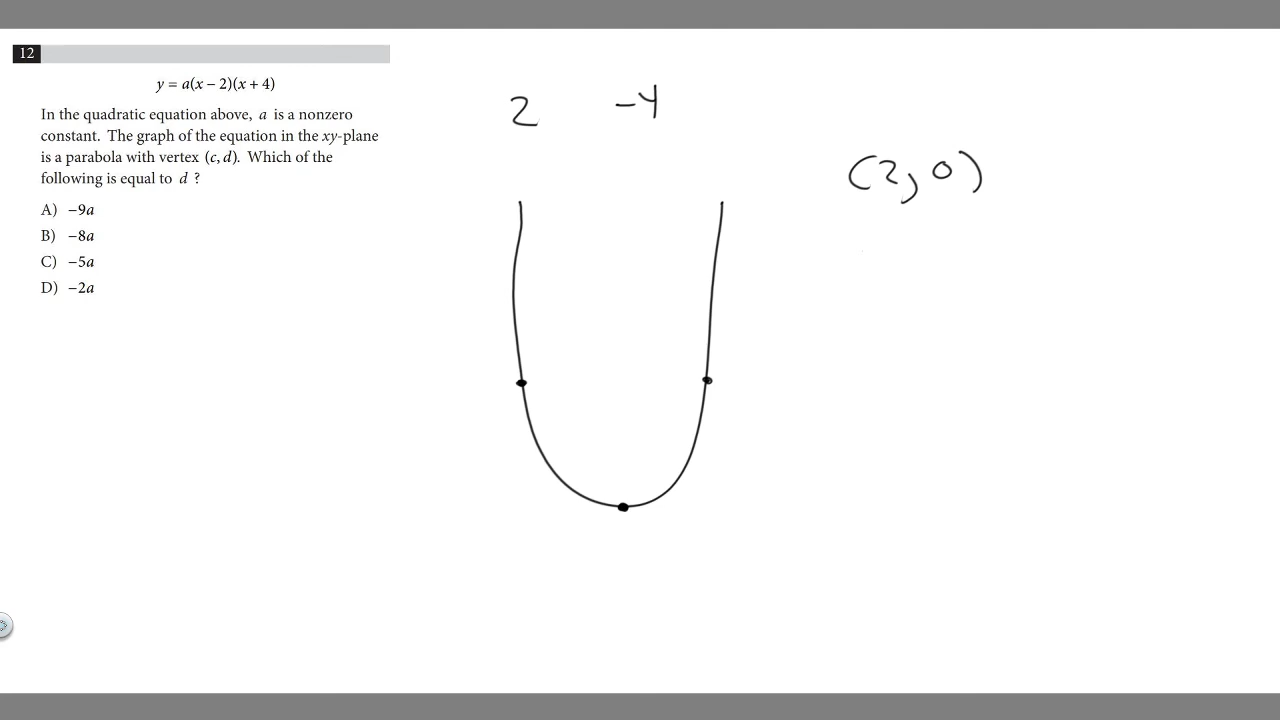 12
y = a(x − 2)(x + 4)
In the quadratic equation above, a is a nonzero
constant. The graph of the equation in the xy-plane
is a parabola with vertex (c, d). Which of the
following is equal to d ?
A) −9a
B) −8a
C) −5a
D) −2a
2 −4
(2, 0)